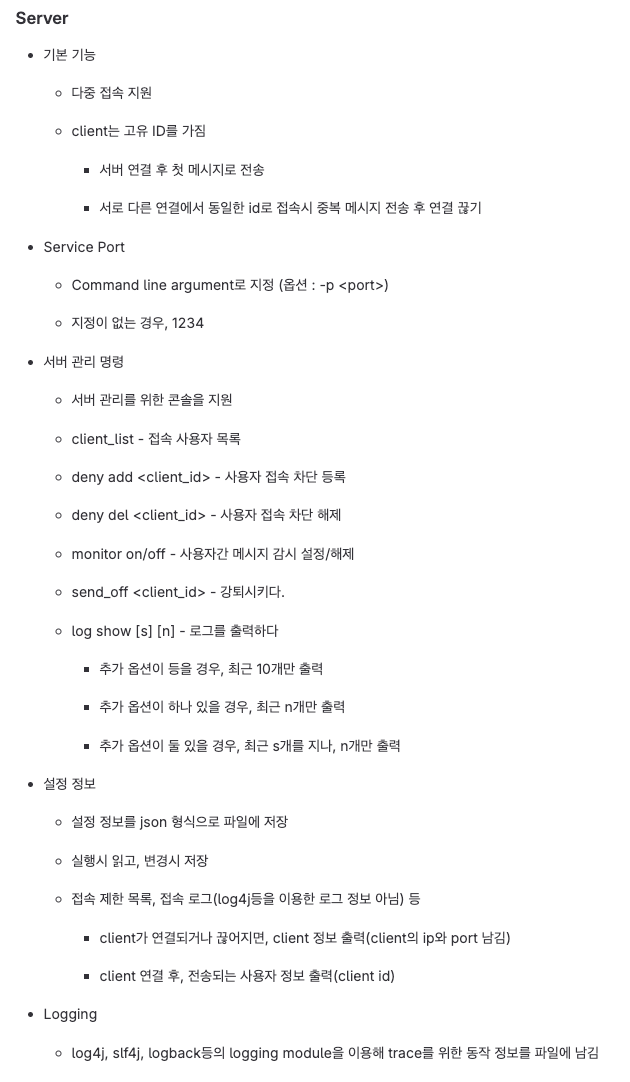 Server
기본 기능
다중 접속 지원
client는 고유 ID를 가짐
서버 연결 후 첫 메시지로 전송
서로 다른 연결에서 동일한 id로 접속시 중복 메시지 전송 후 연결 끊기
Service Port
Command line argument로 지정 (옵션 : -p <port>)
지정이 없는 경우, 1234
서버 관리 명령
서버 관리를 위한 콘솔을 지원
client_list - 접속 사용자 목록
deny add <client_id> - 사용자 접속 차단 등록
deny del <client_id> - 사용자 접속 차단 해제
monitor on/off - 사용자간 메시지 감시 설정/해제
send_off <client_id> - 강퇴시키다.
log show [s] [n] - 로그를 출력하다
추가 옵션이 등을 경우, 최근 10개만 출력
추가 옵션이 하나 있을 경우, 최근 n개만 출력
추가 옵션이 둘 있을 경우, 최근 s개를 지나, n개만 출력
설정 정보
설정 정보를 json 형식으로 파일에 저장
실행시 읽고, 변경시 저장
접속 제한 목록, 접속 로그(log4j등을 이용한 로그 정보 아님) 등
client가 연결되거나 끊어지면, client 정보 출력(client의 ip와 port 남김)
client 연결 후, 전송되는 사용자 정보 출력(client id)
Logging
log4j, slf4j, logback등의 logging module을 이용해 trace를 위한 동작 정보를 파일에 남김